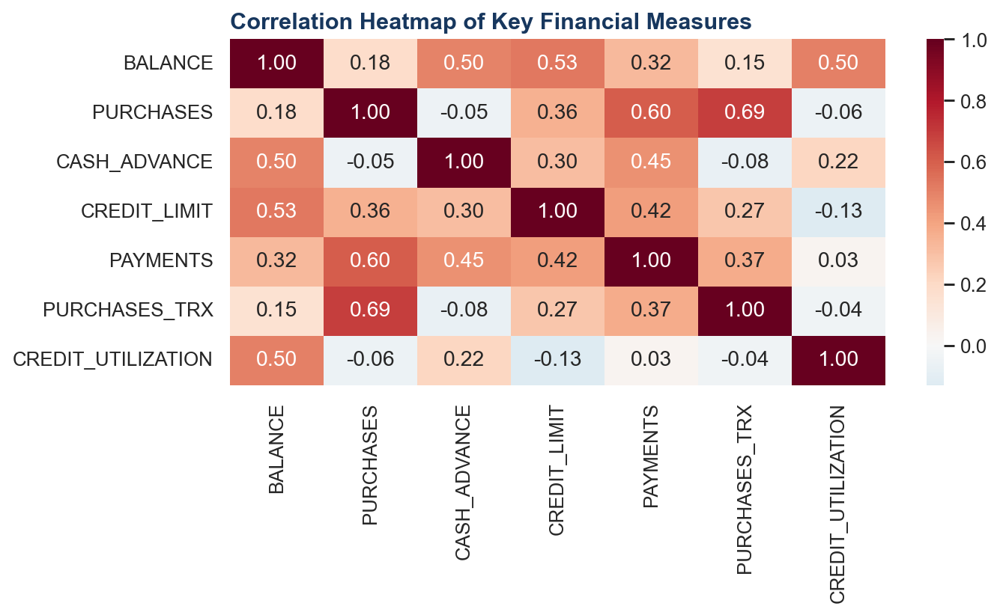 Correlation Heatmap of Key Financial Measures
BALANCE 1.00 0.18 0.50 0.53 0.32 0.15 0.50
PURCHASES 0.18 1.00 -0.05 0.36 0.60 0.69 -0.06
CASH_ADVANCE 0.50 -0.05 1.00 0.30 0.45 -0.08 0.22
CREDIT_LIMIT 0.53 0.36 0.30 1.00 0.42 0.27 -0.13
PAYMENTS 0.32 0.60 0.45 0.42 1.00 0.37 0.03
PURCHASES_TRX 0.15 0.69 -0.08 0.27 0.37 1.00 -0.04
CREDIT_UTILIZATION 0.50 -0.06 0.22 -0.13 0.03 -0.04 1.00
BALANCE
PURCHASES
CASH_ADVANCE
CREDIT_LIMIT
PAYMENTS
PURCHASES_TRX
CREDIT_UTILIZATION
1.0
0.8
0.6
0.4
0.2
0.0